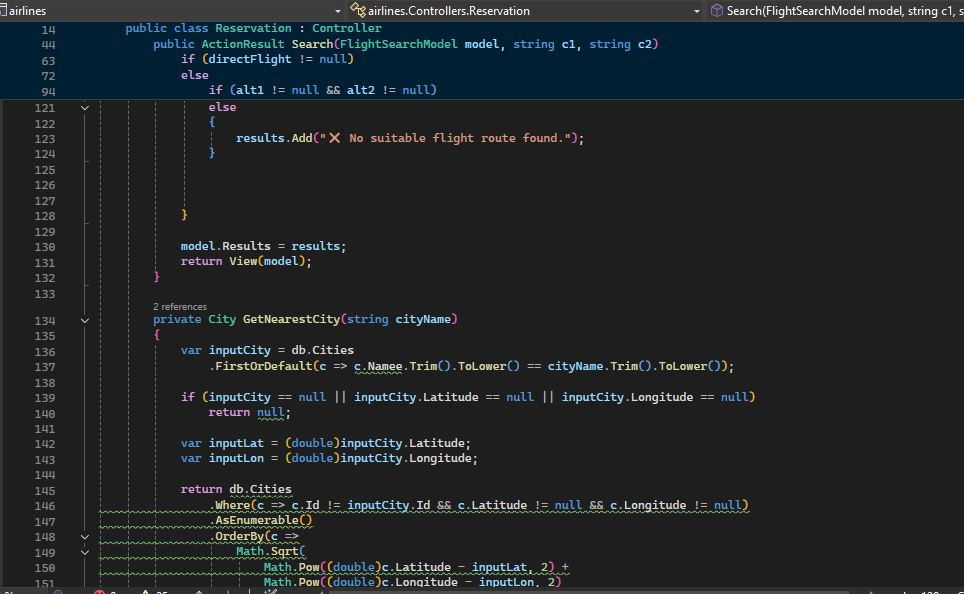 airlines
airlines.Controllers.Reservation
Search(FlightSearchModel model, string c1, s
14 public class Reservation : Controller
44 public ActionResult Search(FlightSearchModel model, string c1, string c2)
63 if (directFlight != null)
72 else
94 if (alt1 != null && alt2 != null)
121 else
122 {
123 results.Add("❌ No suitable flight route found.");
124 }
125
126
127
128 }
129
130 model.Results = results;
131 return View(model);
132 }
133
2 references
134 private City GetNearestCity(string cityName)
135 {
136 var inputCity = db.Cities
137 .FirstOrDefault(c => c.Namee.Trim().ToLower() == cityName.Trim().ToLower());
138
139 if (inputCity == null || inputCity.Latitude == null || inputCity.Longitude == null)
140 return null;
141
142 var inputLat = (double)inputCity.Latitude;
143 var inputLon = (double)inputCity.Longitude;
144
145 return db.Cities
146 .Where(c => c.Id != inputCity.Id && c.Latitude != null && c.Longitude != null)
147 .AsEnumerable()
148 .OrderBy(c =>
149 Math.Sqrt(
150 Math.Pow((double)c.Latitude - inputLat, 2) +
151 Math.Pow((double)c.Longitude - inputLon, 2)